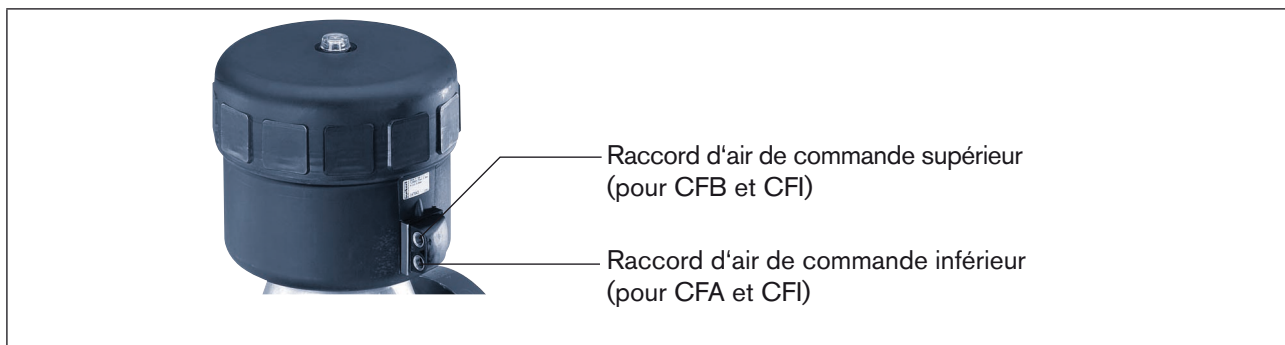 Raccord d‘air de commande supérieur
(pour CFB et CFI)
Raccord d‘air de commande inférieur
(pour CFA et CFI)